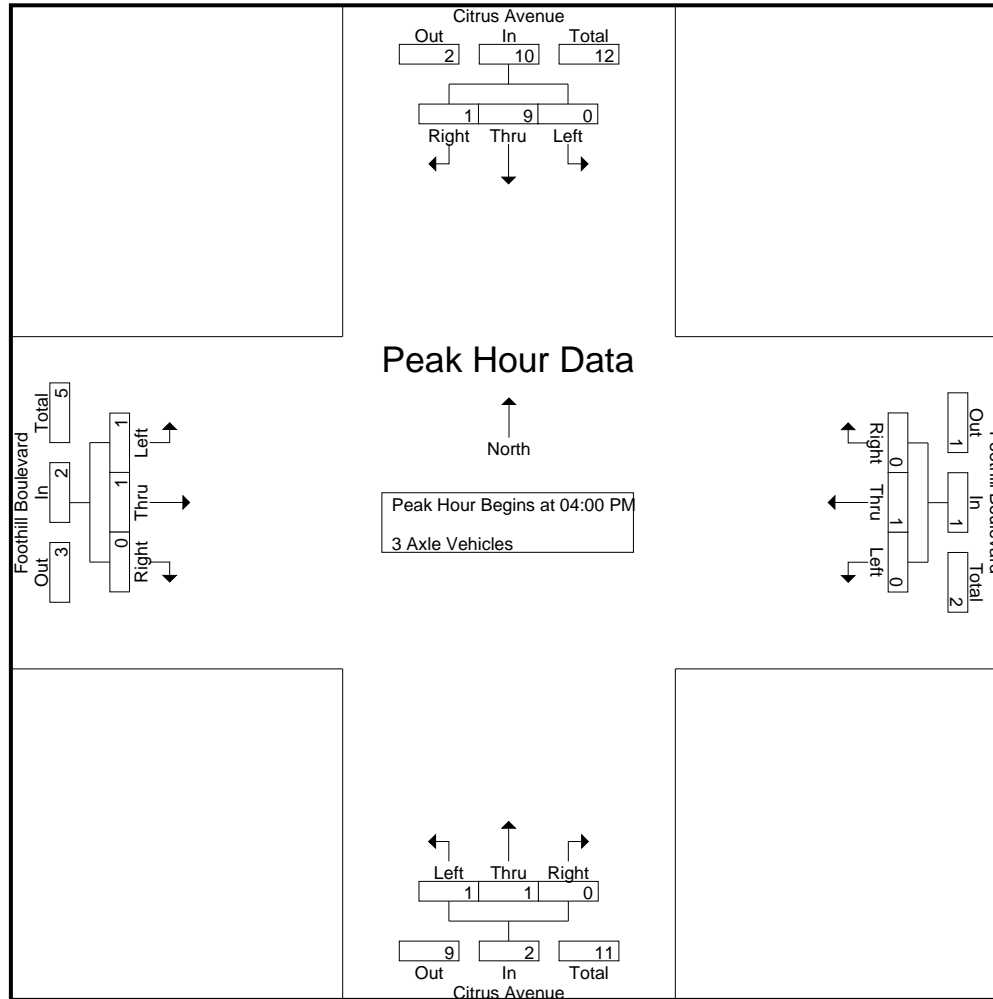 Citrus Avenue
Out In Total
2 10 12
1 9 0
Right Thru Left
Peak Hour Data
North
Peak Hour Begins at 04:00 PM
3 Axle Vehicles
Foothill Boulevard
Out In Total
3 2 5
0 1 1
Right Thru Left
Out In Total
1 1 2
Right Thru Left
0 1 0
Left Thru Right
1 1 0
9 2 11
Out In Total
Citrus Avenue